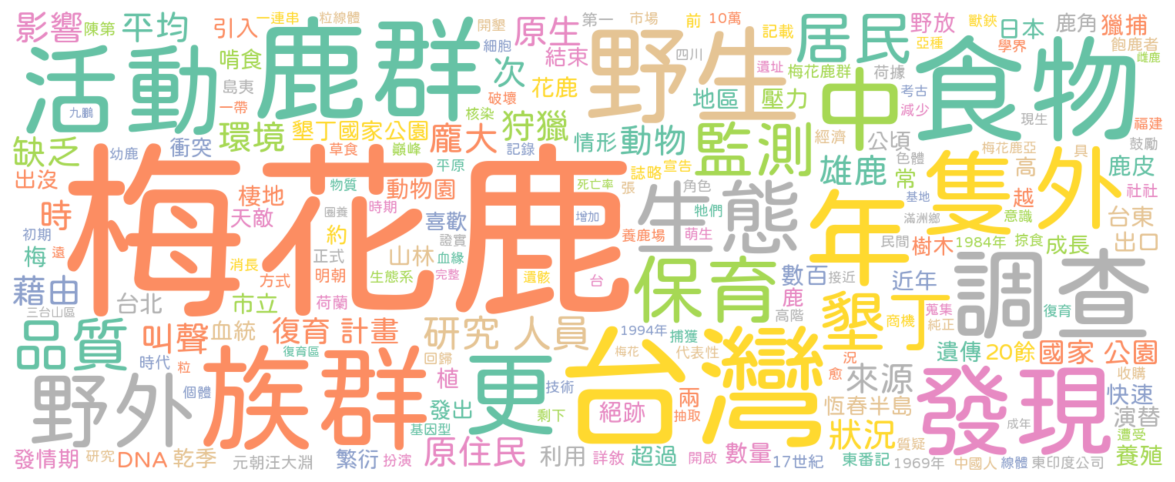 影響
陳第
平均
引入
一連串
粒線體
原生
第一
市場
前
10萬
記載
居民
野放
獸鋏
亞種
日本
學界
鹿角
獵捕
飽鹿者
雌鹿
活動
鹿群
野生
食物
開墾
細胞
次
結束
四川
啃食
島夷
花鹿
破壞
遺址
梅花鹿群
荷據
考古
九鵬
一帶
核染
地區
壓力
中
減少
現生
福建
鼓勵
環境
墾丁國家公園
龐大
狩獵
情形
動物
監測
經濟
公頃
缺乏
衝突
草食
巔峰
記錄
幼鹿
平原
誌略
宣告
雄鹿
色體
梅花鹿亞
高
具
鹿皮
出沒
棲地
物質
動物園
死亡率
張
角色
常
基地
越
意識
社社
時
天敵
圈養
時期
喜歡
增加
牠們
生態
年
隻外
滿洲鄉
台東
梅花鹿
初期
約
證實
養鹿場
萌生
民間
1984年
掠食
成長
出口
梅
遠
正式
血緣
山林
樹木
調查
消長
方式
明朝
生態系
完整
遺骸
台
保育
數百
接近
近年
藉由
台北
市立
荷蘭
鹿
高階
墾丁
商機
蒐集
復育
純正
三台山區
品質
叫聲
血統
復育
計畫
研究
人員
1994年
捕獲
台灣
代表性
況
遺傳
20餘
國家
公園
時代
粒
復育區
回歸
梅花
愈
來源
收購
快速
野外
個體
族群
植
更
技術
兩
抽取
恆春半島
發現
演替
發出
剩下
絕跡
狀況
質疑
成年
遭受
基因型
發情期
研究
DNA
乾季
元朝汪大淵
繁衍
扮演
原住民
利用
詳敘
超過
開啟
數量
17世紀
東番記
1969年
中國人
線體
東印度公司
養殖